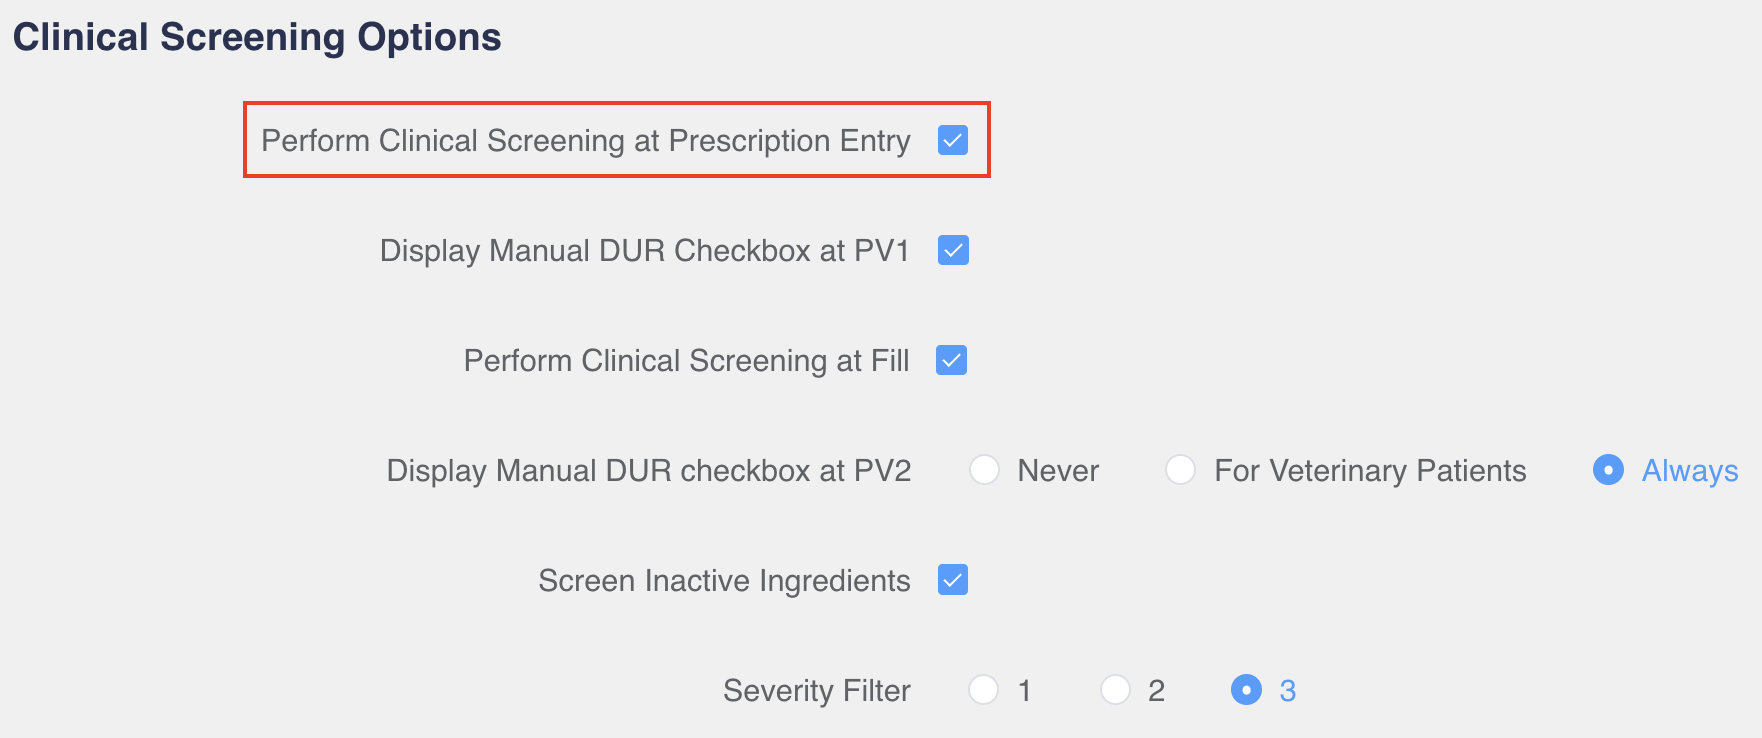 Clinical Screening Options
Perform Clinical Screening at Prescription Entry
Display Manual DUR Checkbox at PV1
Perform Clinical Screening at Fill
Display Manual DUR checkbox at PV2 Never For Veterinary Patients Always
Screen Inactive Ingredients
Severity Filter 1 2 3